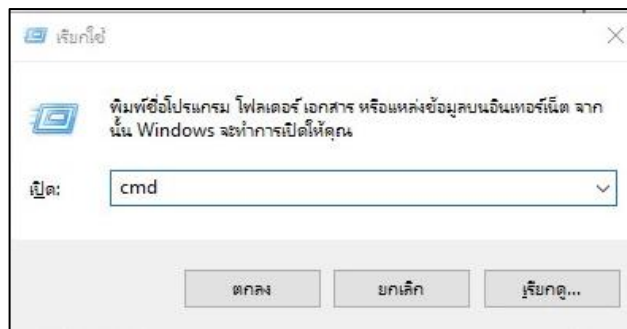 เรียกใช้
พิมพ์ชื่อโปรแกรม โฟลเดอร์ เอกสาร หรือแหล่งข้อมูลบนอินเทอร์เน็ต จาก
นั้น Windows จะทำการเปิดให้คุณ
เปิด: cmd
ตกลง ยกเลิก เรียกดู...